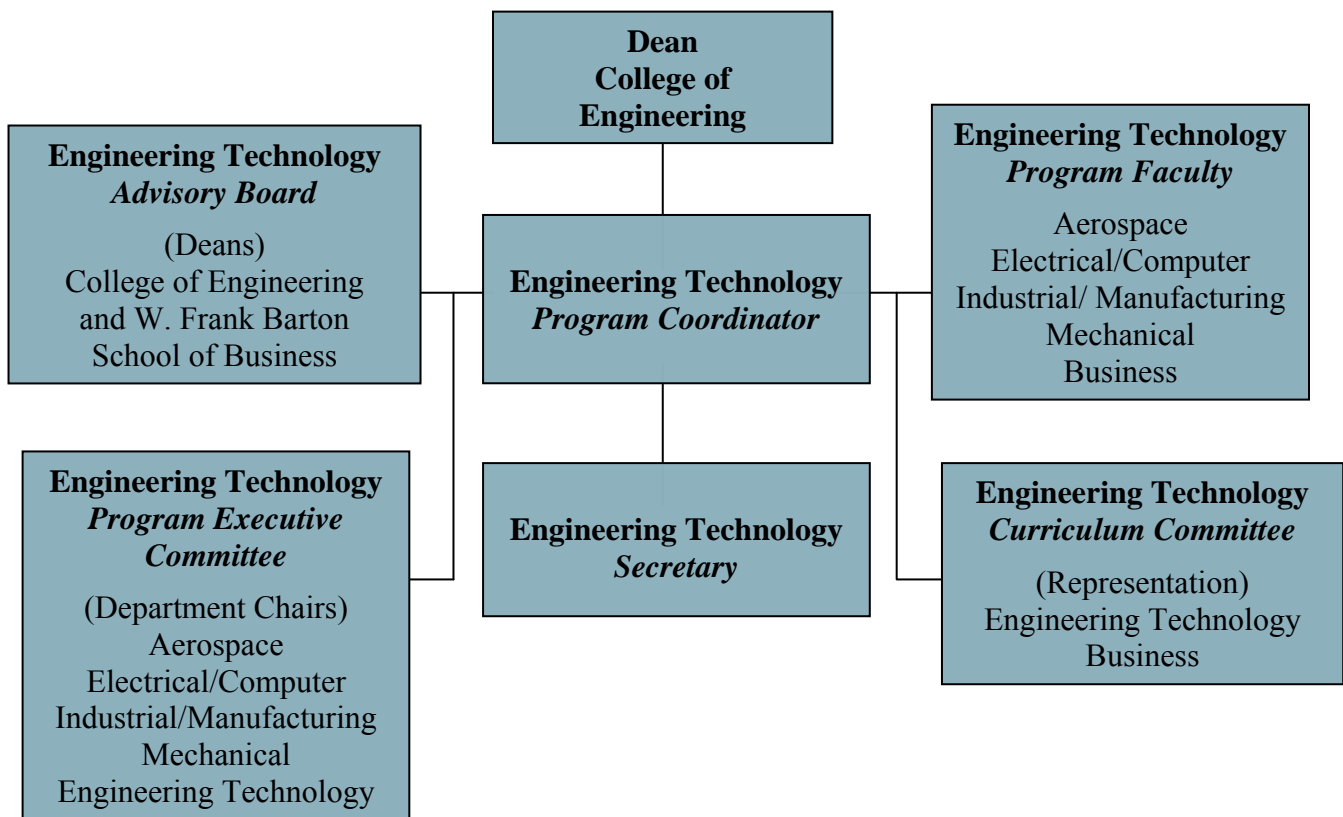 Dean
College of
Engineering
Engineering Technology
Advisory Board
(Deans)
College of Engineering
and W. Frank Barton
School of Business
Engineering Technology
Program Coordinator
Engineering Technology
Program Faculty
Aerospace
Electrical/Computer
Industrial/ Manufacturing
Mechanical
Business
Engineering Technology
Program Executive
Committee
(Department Chairs)
Aerospace
Electrical/Computer
Industrial/Manufacturing
Mechanical
Engineering Technology
Engineering Technology
Secretary
Engineering Technology
Curriculum Committee
(Representation)
Engineering Technology
Business